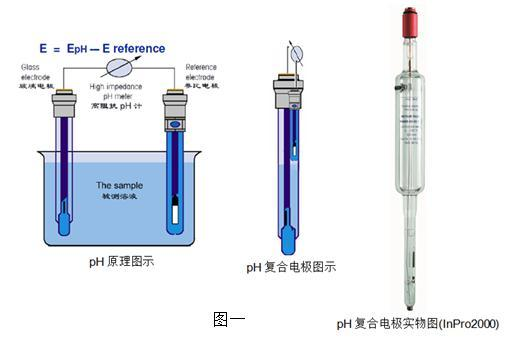 E = EpH — E reference
Glass
electrode
玻璃电极
Reference
electrode
参比电极
High impedance
pH meter
高阻抗 pH 计
The sample
被测溶液
pH 原理图示
pH 复合电极图示
图一
pH 复合电极实物图(InPro2000)